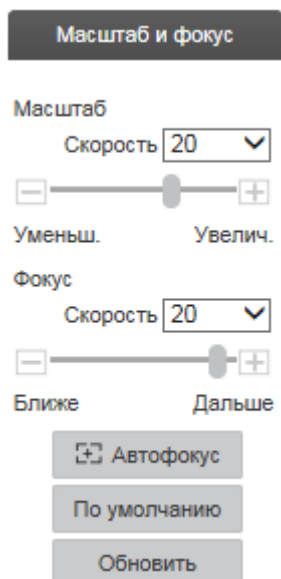 Масштаб и фокус
Масштаб
Скорость 20
Уменьш. Увелич.
Фокус
Скорость 20
Ближе Дальше
Автофокус
По умолчанию
Обновить